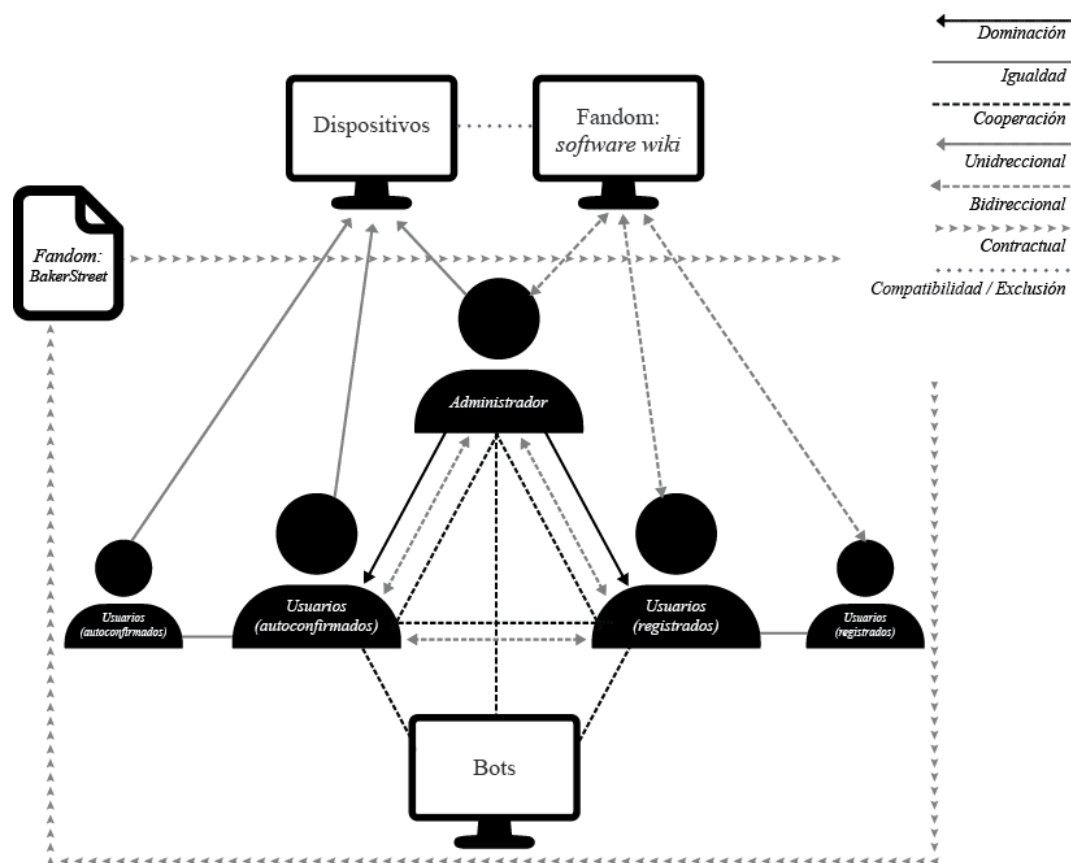 Dominación
Igualdad
Cooperación
Unidireccional
Bidireccional
Contractual
Compatibilidad / Exclusión
Dispositivos
Fandom:
software wiki
Fandom:
BakerStreet
Administrador
Usuarios
(autoconfirmados)
Usuarios
(autoconfirmados)
Usuarios
(registrados)
Usuarios
(registrados)
Bots